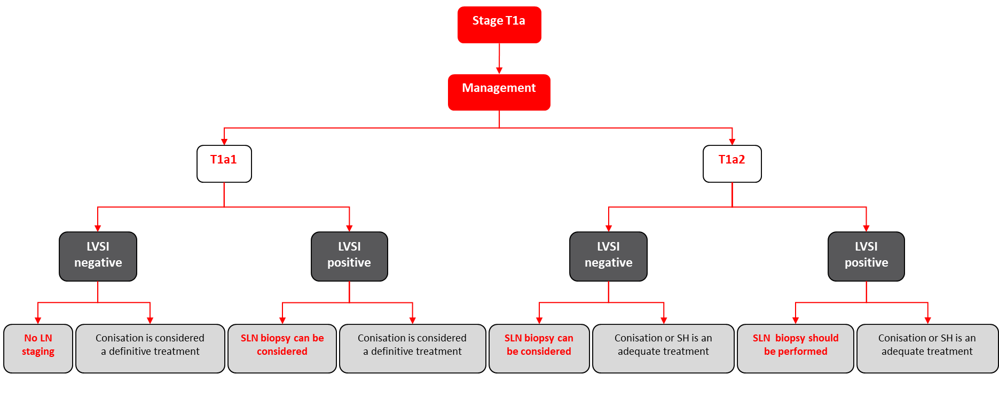 Stage T1a
Management
T1a1
T1a2
LVSI
negative
LVSI
positive
LVSI
negative
LVSI
positive
No LN
staging
Conisation is considered
a definitive treatment
SLN biopsy can be
considered
Conisation is considered
a definitive treatment
SLN biopsy can
be considered
Conisation or SH is an
adequate treatment
SLN biopsy should
be performed
Conisation or SH is an
adequate treatment